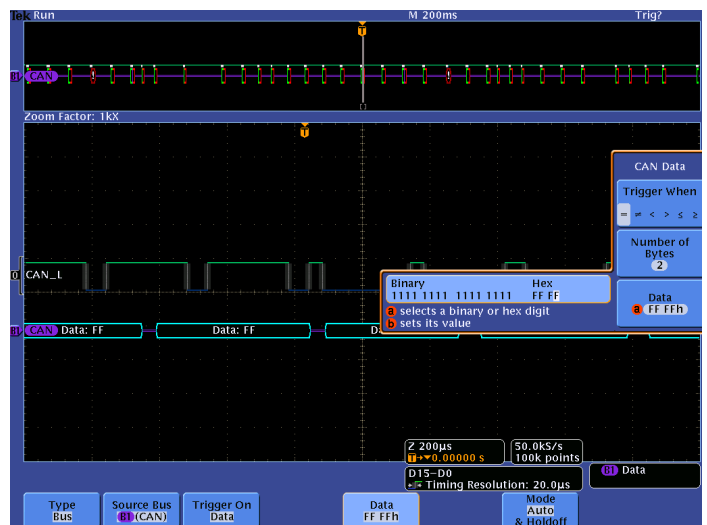 Tek Run M 200ms Trig?
T
B1 CAN
Zoom Factor: 1kX
T
CAN Data
Trigger When
= ≠ < > ≤ ≥
Number of
Bytes
2
Data
a FF FFh
D CAN_L
Binary Hex
1111 1111 1111 1111 FF FF
a selects a binary or hex digit
b sets its value
B1 CAN Data: FF Data: FF
Z 200µs
T→▼0.00000 s
50.0kS/s
100k points
D15-D0
Timing Resolution: 20.0µs
B1 Data
Type
Bus
Source Bus
B1 (CAN)
Trigger On
Data
Data
FF FFh
Mode
Auto
& Holdoff